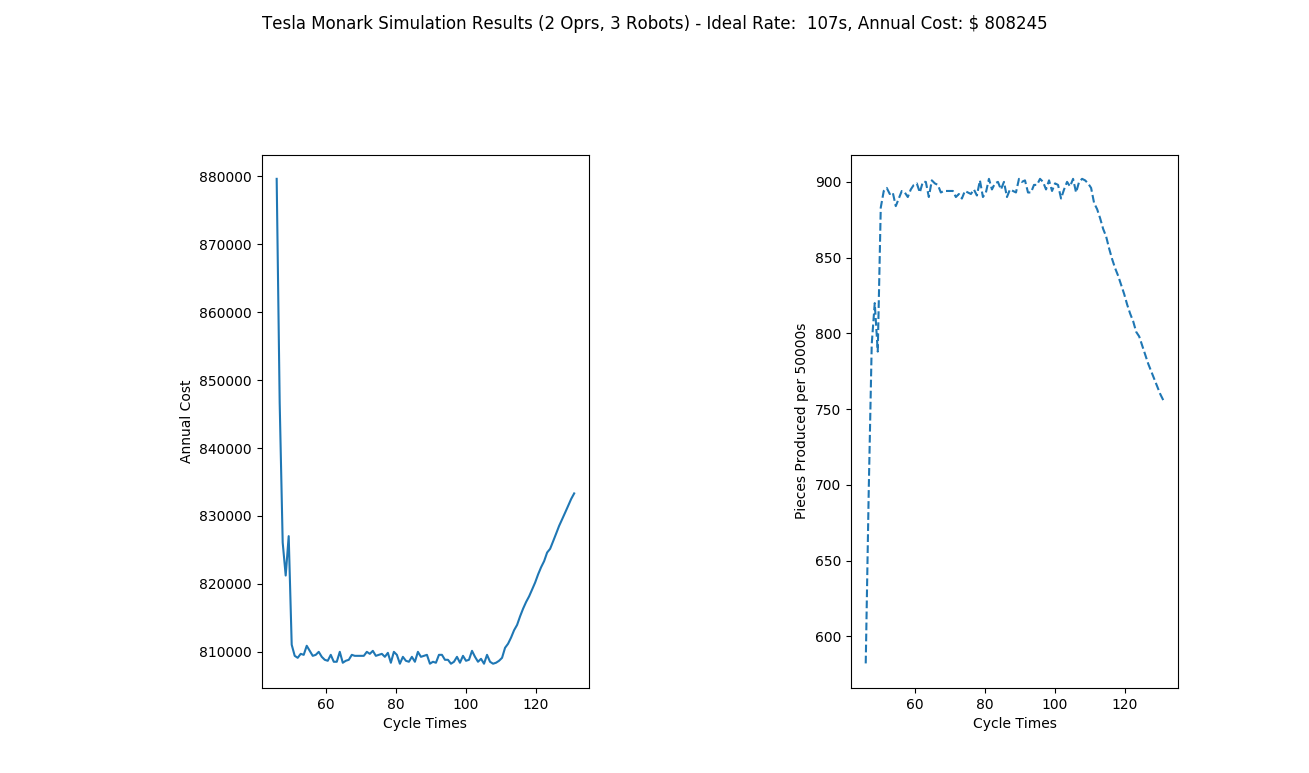 Tesla Monark Simulation Results (2 Oprs, 3 Robots) - Ideal Rate:  107s, Annual Cost: $ 808245
880000
870000
860000
850000
840000
830000
820000
810000
Annual Cost
60 80 100 120
Cycle Times
900
850
800
750
700
650
600
Pieces Produced per 50000s
60 80 100 120
Cycle Times